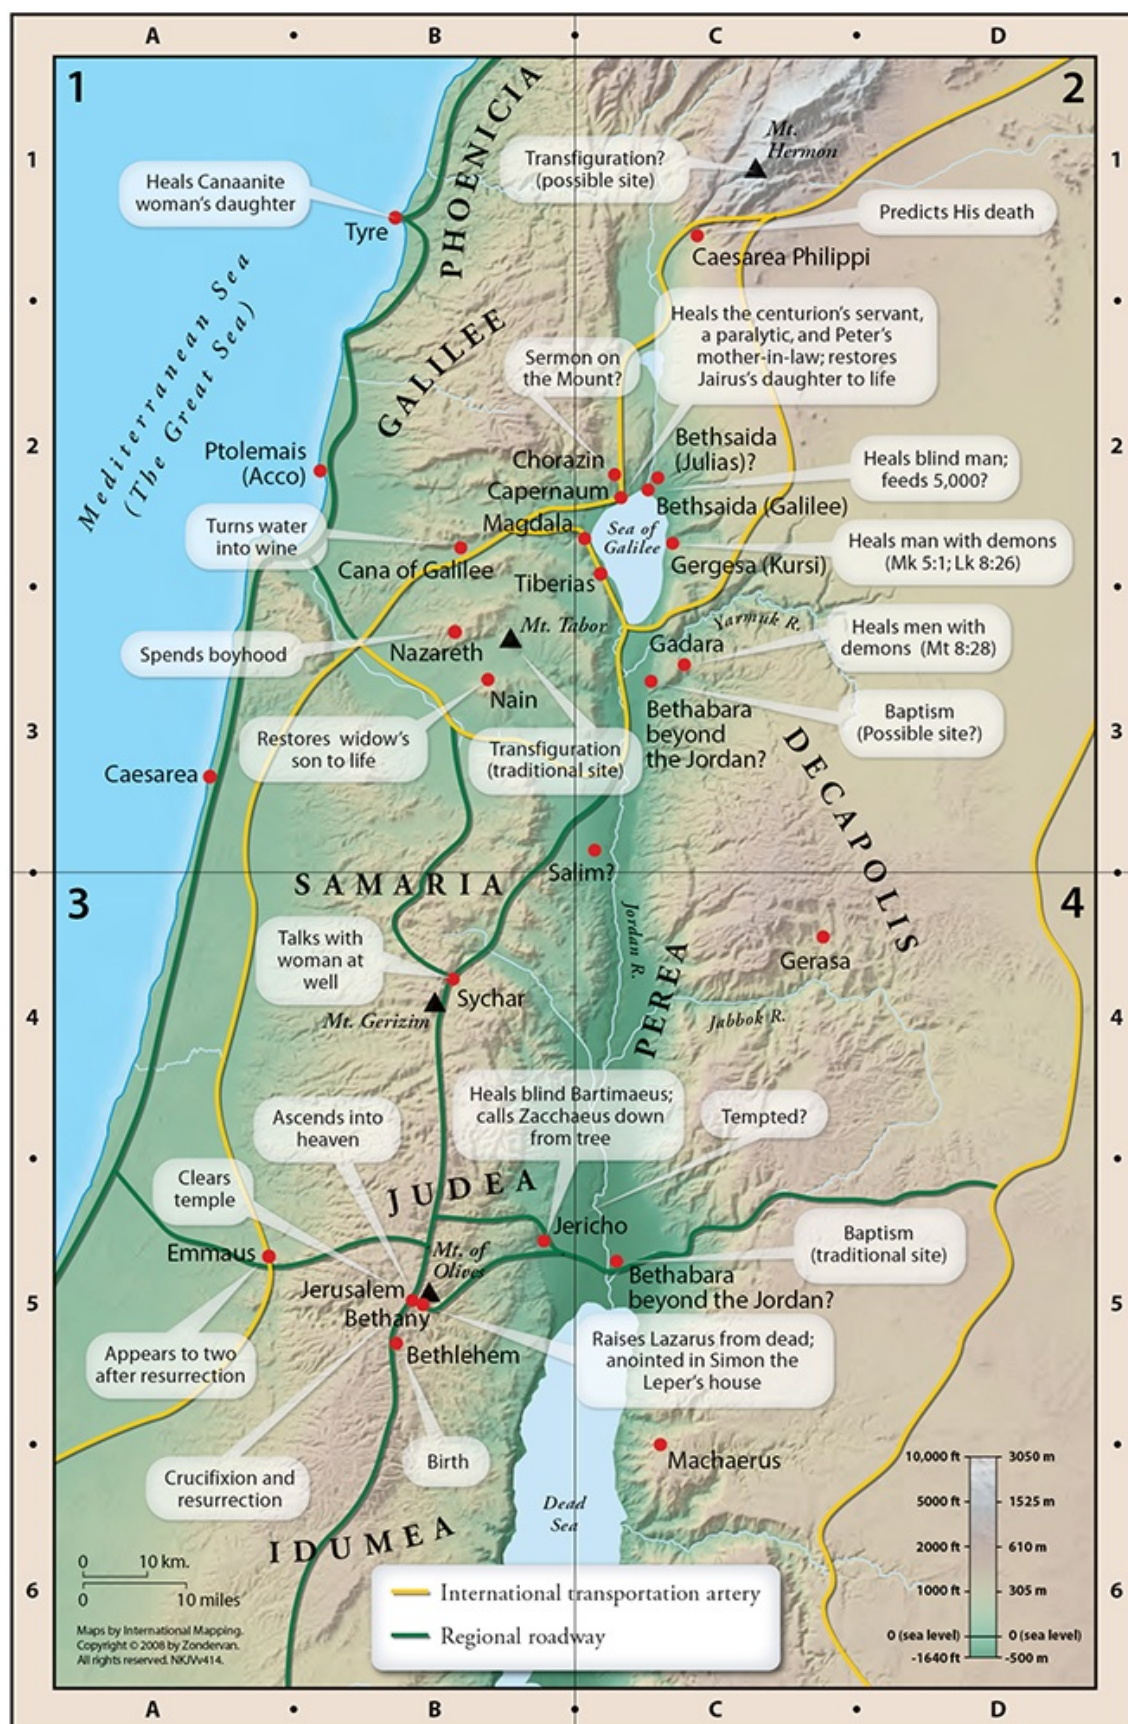 A
B
C
D
1
2
1
1
PHOENICIA
Mt.
Hermon
Transfiguration?
(possible site)
Heals Canaanite
woman's daughter
Tyre
Predicts His death
Caesarea Philippi
Mediterranean Sea
(The Great Sea)
GALILEE
Heals the centurion's servant,
a paralytic, and Peter's
mother-in-law; restores
Jairus's daughter to life
Sermon on
the Mount?
2
2
Ptolemais
(Acco)
Chorazin
Bethsaida
(Julias)?
Capernaum
Bethsaida (Galilee)
Heals blind man;
feeds 5,000?
Turns water
into wine
Magdala
Sea of
Galilee
Cana of Galilee
Tiberias
Gergesa (Kursi)
Heals man with demons
(Mk 5:1; Lk 8:26)
Mt. Tabor
Yarmuk R.
Spends boyhood
Nazareth
Gadara
Heals men with
demons (Mt 8:28)
Nain
Bethabara
beyond
the Jordan?
Baptism
(Possible site?)
3
3
Restores widow's
son to life
Transfiguration
(traditional site)
Caesarea
DECAPOLIS
Salim?
SAMARIA
3
4
Jordan R.
Talks with
woman at
well
Gerasa
Sychar
PEREA
4
4
Mt. Gerizim
Jabbok R.
Heals blind Bartimaeus;
calls Zacchaeus down
from tree
Tempted?
Ascends into
heaven
Clears
temple
JUDEA
Jericho
Emmaus
Mt. of
Olives
Baptism
(traditional site)
Jerusalem
Bethabara
beyond the Jordan?
5
5
Bethany
Appears to two
after resurrection
Bethlehem
Raises Lazarus from dead;
anointed in Simon the
Leper's house
Crucifixion and
resurrection
Birth
Machaerus
Dead
Sea
IDUMEA
10,000 ft
3050 m
5000 ft
1525 m
2000 ft
610 m
1000 ft
305 m
0 (sea level)
0 (sea level)
-1640 ft
-500 m
0
10 km.
0
10 miles
6
6
International transportation artery
Regional roadway
Maps by International Mapping.
Copyright © 2008 by Zondervan.
All rights reserved. NKJVv414.
A
B
C
D